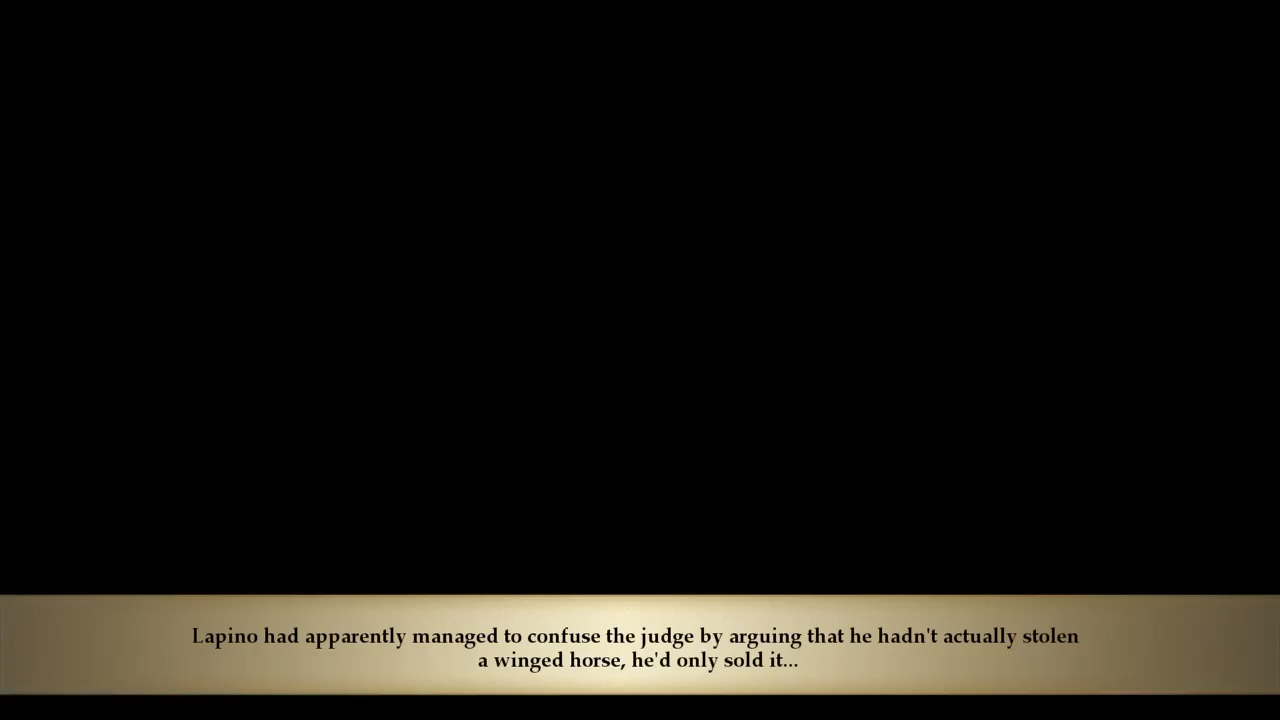 Lapino had apparently managed to confuse the judge by arguing that he hadn't actually stolen
a winged horse, he'd only sold it...